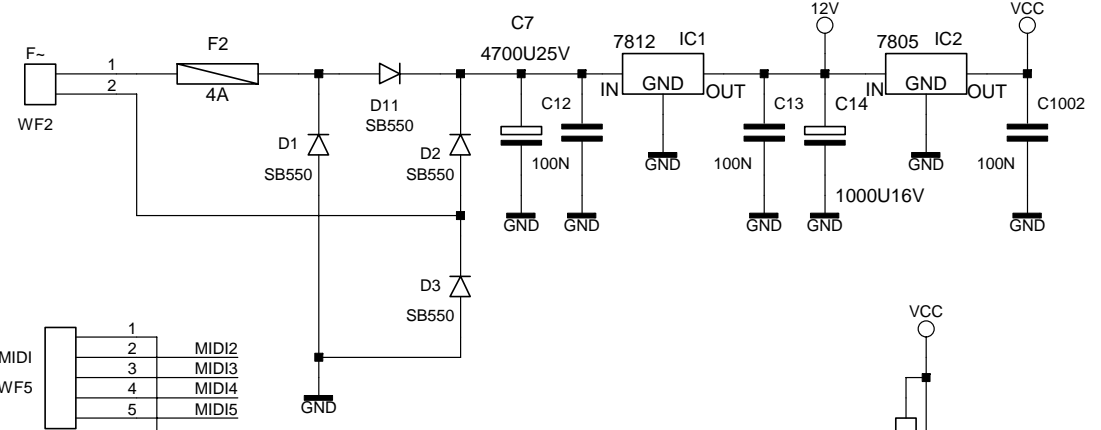 12V
VCC
C7
F2
7812
IC1
7805
IC2
F~
4700U25V
1
2
IN
GND
OUT
IN
GND
OUT
4A
WF2
D11
SB550
C12
C13
C14
C1002
D1
SB550
D2
SB550
100N
GND
100N
GND
100N
1000U16V
GND
GND
GND
GND
GND
D3
SB550
VCC
MIDI
WF5
1
2
MIDI2
3
MIDI3
4
MIDI4
5
MIDI5
GND